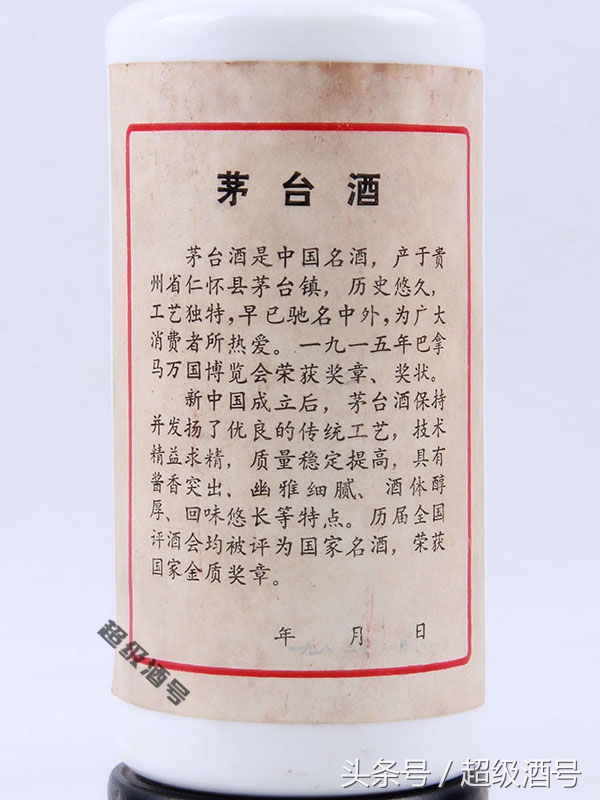 茅台酒
茅台酒是中国名酒，产于贵
州省仁怀县茅台镇，历史悠久，
工艺独特，早已驰名中外，为广大
消费者所热爱。一九一五年巴拿
马万国博览会荣获奖章、奖状。
新中国成立后，茅台酒保持
并发扬了优良的传统工艺，技术
精益求精，质量稳定提高，具有
酱香突出、幽雅细腻、酒体醇
厚、回味悠长等特点。历届全国
评酒会均被评为国家名酒，荣获
国家金质奖章。
年 月 日
超级酒号
头条号 / 超级酒号